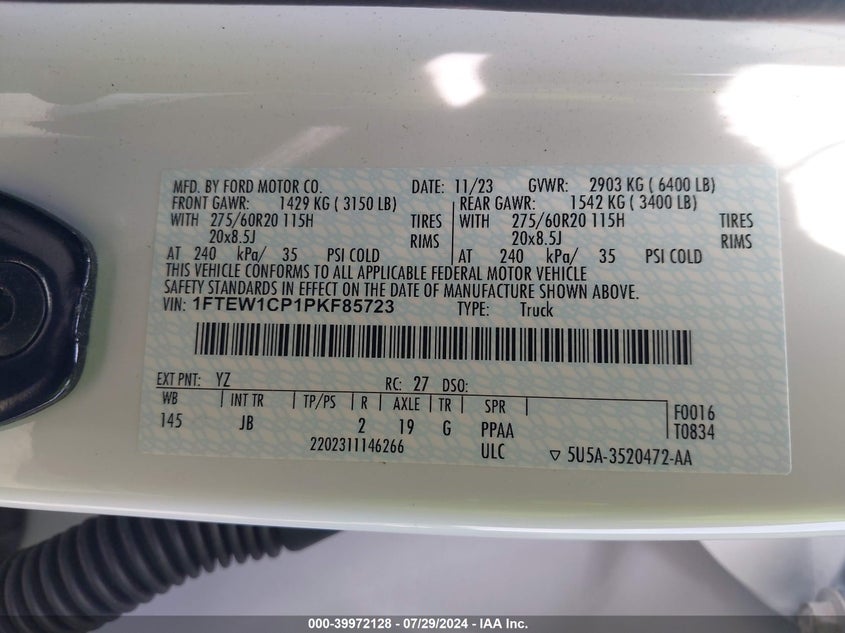 MFD. BY FORD MOTOR CO. DATE: 11/23 GVWR: 2903 KG ( 6400 LB)
FRONT GAWR: 1429 KG ( 3150 LB) REAR GAWR: 1542 KG ( 3400 LB)
WITH 275/60R20 115H TIRES WITH 275/60R20 115H TIRES
20x8.5J RIMS 20x8.5J RIMS
AT 240 kPa/ 35 PSI COLD AT 240 kPa/ 35 PSI COLD
THIS VEHICLE CONFORMS TO ALL APPLICABLE FEDERAL MOTOR VEHICLE
SAFETY STANDARDS IN EFFECT ON THE DATE OF MANUFACTURE SHOWN ABOVE.
VIN: 1FTEW1CP1PKF85723 TYPE: Truck
EXT PNT: YZ RC: 27 DSO:
WB INT TR TP/PS R AXLE TR SPR F0016
145 JB 2 19 G PPAA T0834
2202311146266 ULC ▽ 5U5A-3520472-AA
000-39972128 - 07/29/2024 - IAA Inc.